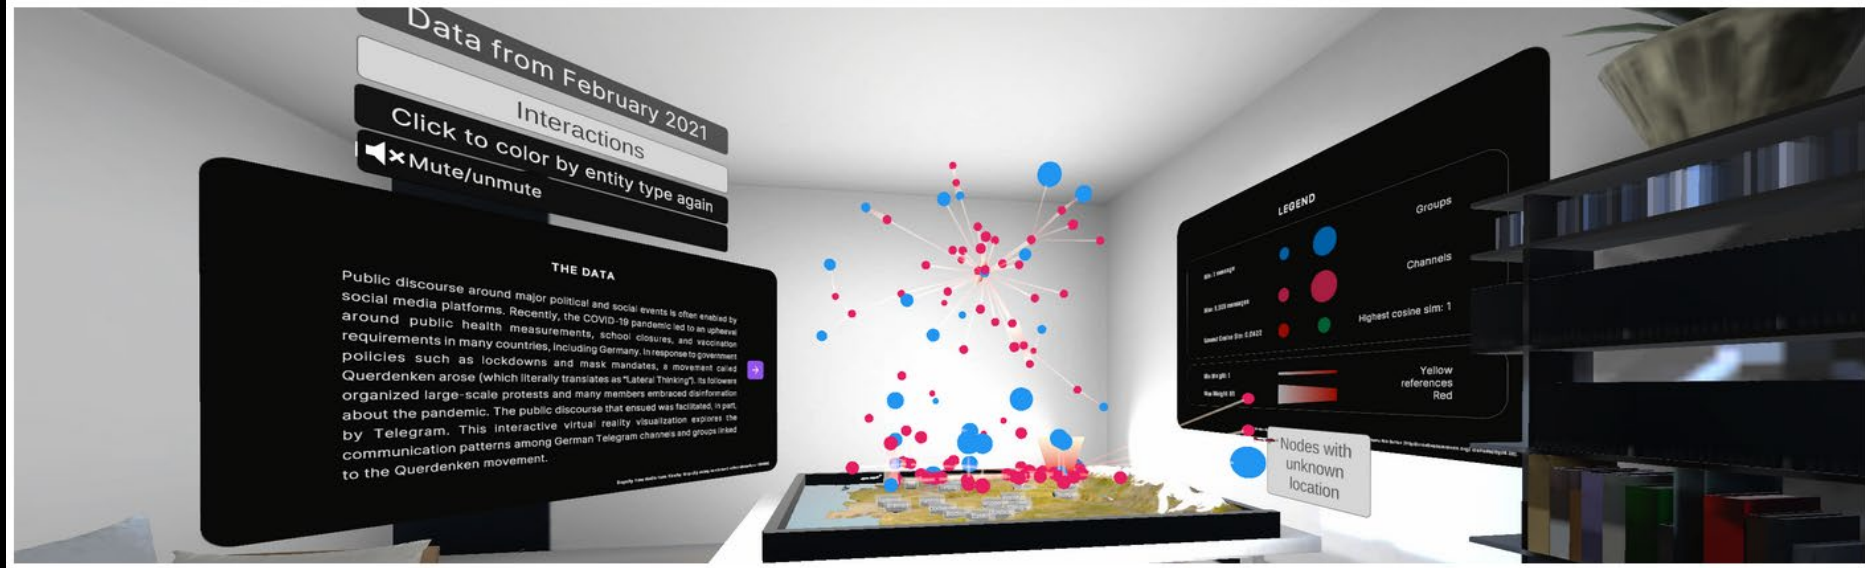 Data from February 2021
Interactions
Click to color by entity type again
Mute/unmute
THE DATA
Public discourse around major political and social events is often enabled by
social media platforms. Recently, the COVID-19 pandemic led to an upheaval
around public health measurements, school closures, and vaccination
requirements in many countries, including Germany. In response to government
policies such as lockdowns and mask mandates, a movement called
Querdenken arose (which literally translates as "Lateral Thinking"). Its followers
organized large-scale protests and many members embraced disinformation
about the pandemic. The public discourse that ensued was facilitated, in part,
by Telegram. This interactive virtual reality visualization explores the
communication patterns among German Telegram channels and groups linked
to the Querdenken movement.
LEGEND
Groups
Min: 1 message
Channels
Highest cosine sim: 1
Yellow
references
Red
Nodes with
unknown
location